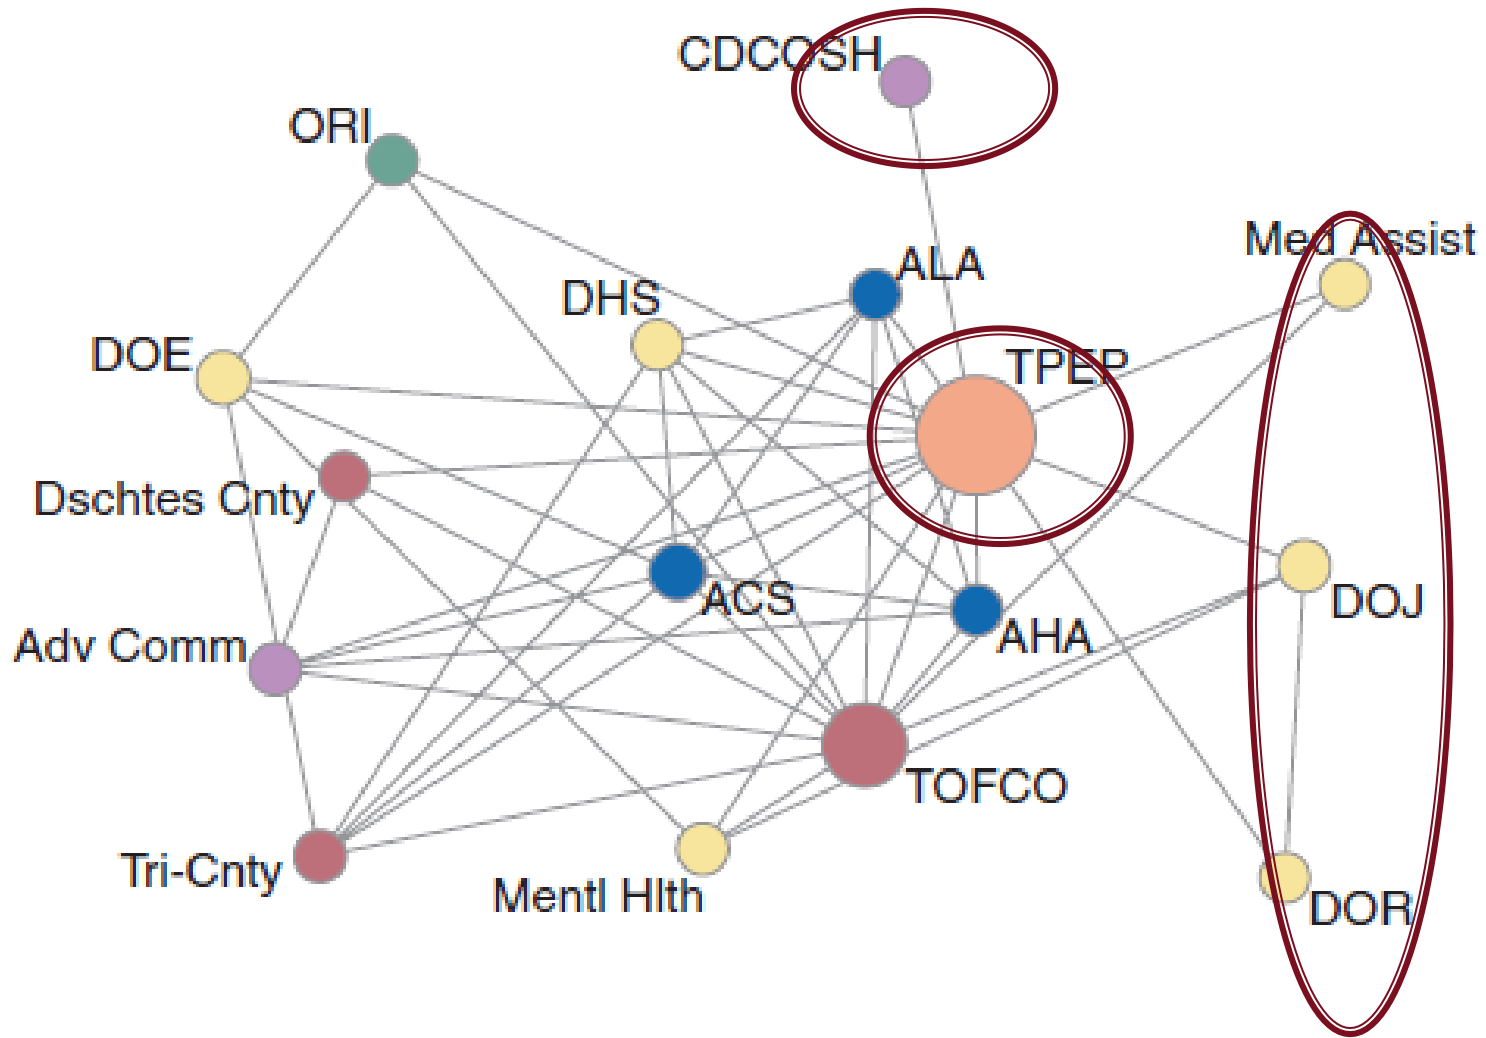 CDCOSH
ORI
Med Assist
ALA
DHS
DOE
TPEP
Dschtes Cnty
ACS
DOJ
AHA
Adv Comm
TOFCO
Tri-Cnty
Mentl Hlth
DOR